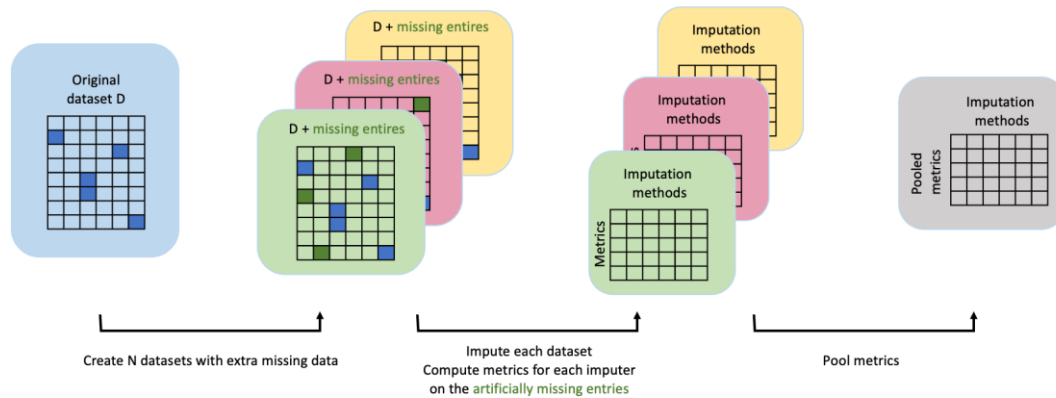 Original
dataset D
D + missing entires
D + missing entires
D + missing entires
Imputation
methods
Imputation
methods
Imputation
methods
Metrics
Imputation
methods
Pooled
metrics
Create N datasets with extra missing data
Impute each dataset
Compute metrics for each imputer
on the artificially missing entries
Pool metrics